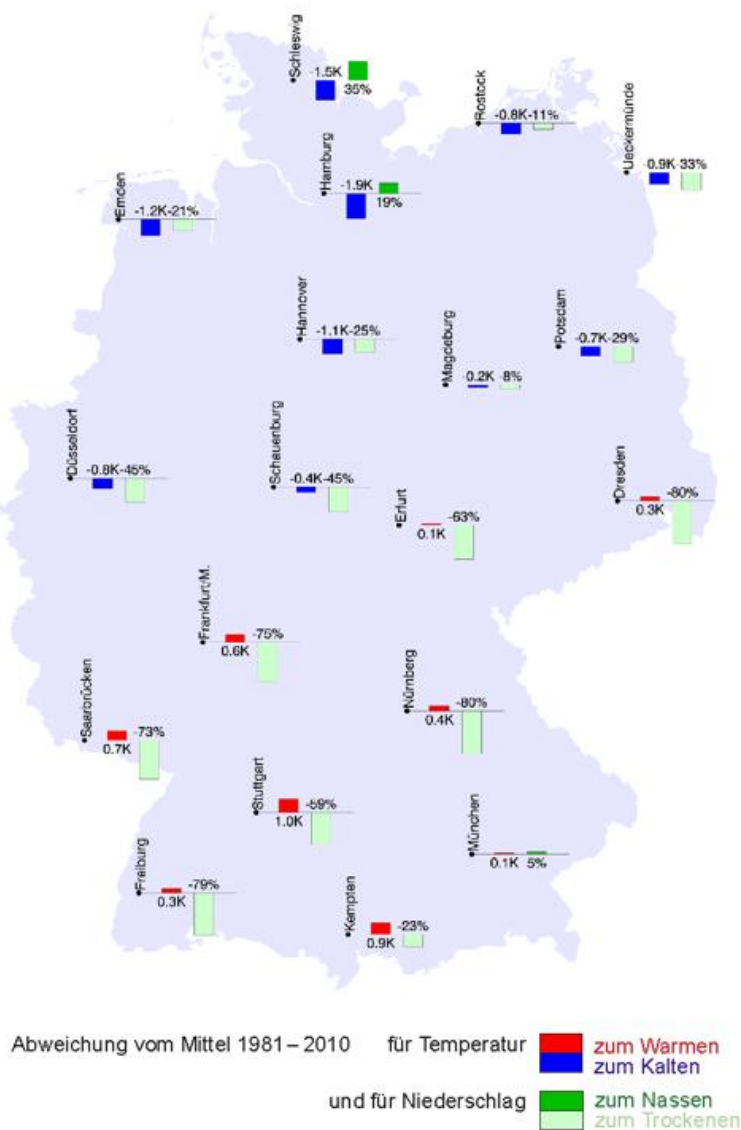 Schleswig
-1.5K
35%
Rostock
-0.8K-11%
Ueckermünde
-0.9K-33%
Hamburg
-1.9K
19%
Emden
-1.2K-21%
Hannover
-1.1K-25%
Magdeburg
-0.2K -8%
Potsdam
-0.7K-29%
Düsseldorf
-0.8K-45%
Schauenburg
-0.4K-45%
Erfurt
-63%
0.1K
Dresden
-80%
0.3K
Frankfurt/M.
-75%
0.6K
Saarbrücken
-73%
0.7K
Nürnberg
-80%
0.4K
Stuttgart
-59%
1.0K
München
0.1K 5%
Freiburg
-79%
0.3K
Kempten
-23%
0.9K
Abweichung vom Mittel 1981 – 2010 für Temperatur zum Warmen
zum Kalten
und für Niederschlag zum Nassen
zum Trockenen